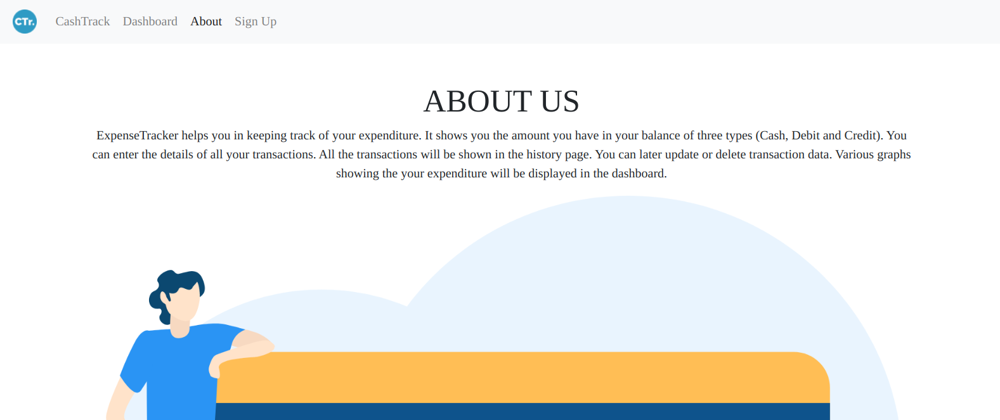 CTr. CashTrack Dashboard About Sign Up
ABOUT US
ExpenseTracker helps you in keeping track of your expenditure. It shows you the amount you have in your balance of three types (Cash, Debit and Credit). You
can enter the details of all your transactions. All the transactions will be shown in the history page. You can later update or delete transaction data. Various graphs
showing the your expenditure will be displayed in the dashboard.